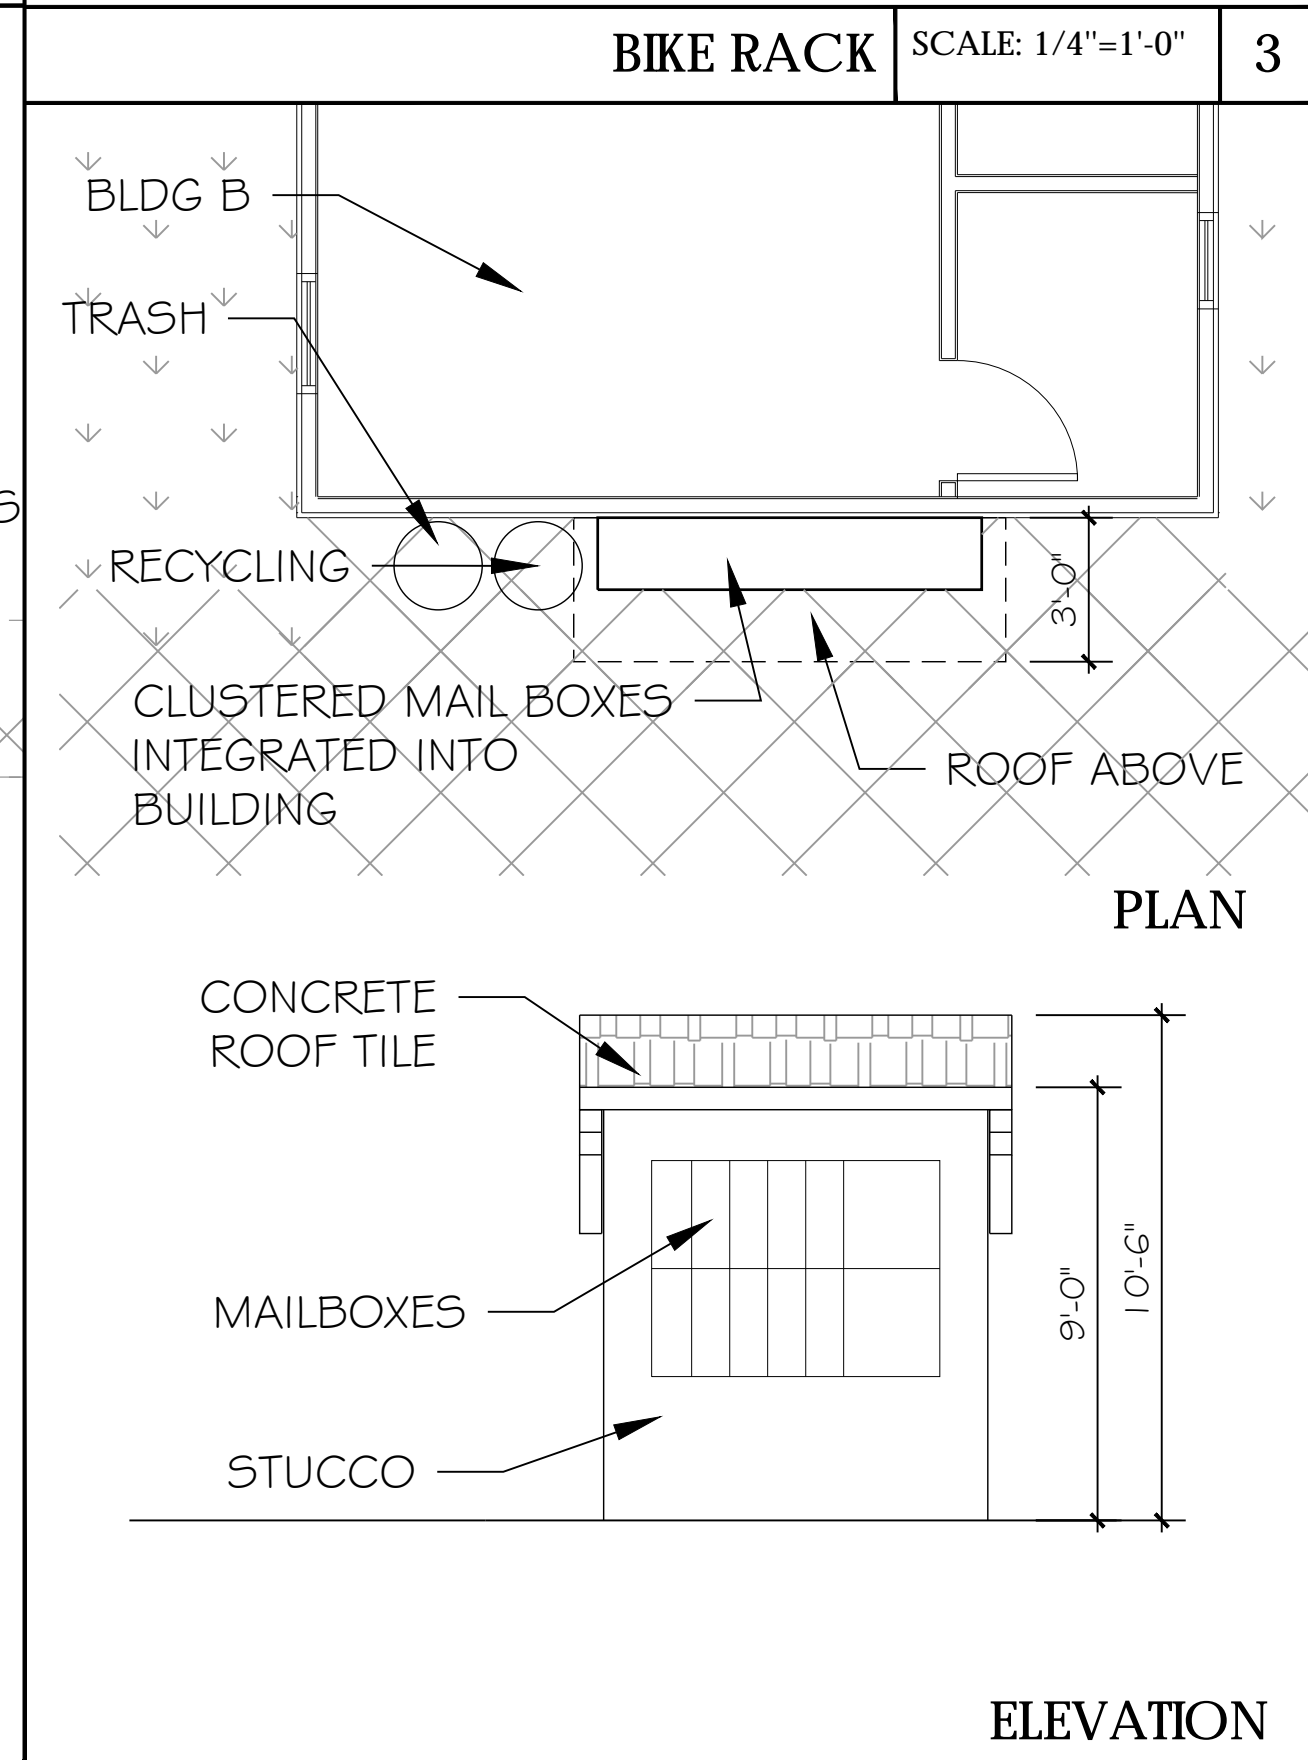 BIKE RACK
SCALE: 1/4"=1'-0"
3
BLDG B
TRASH
S
RECYCLING
3'-0"
CLUSTERED MAIL BOXES
INTEGRATED INTO
BUILDING
ROOF ABOVE
PLAN
CONCRETE
ROOF TILE
MAILBOXES
9'-0"
10'-6"
STUCCO
ELEVATION